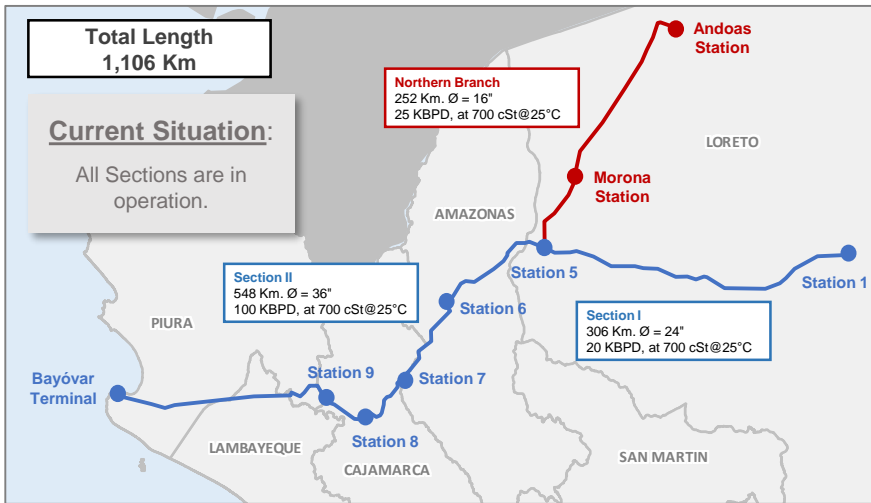 Total Length
1,106 Km
Current Situation:
All Sections are in
operation.
Andoas
Station
Northern Branch
252 Km. Ø = 16"
25 KBPD, at 700 cSt@25°C
LORETO
Morona
Station
AMAZONAS
Station 5
Station 1
Section II
548 Km. Ø = 36"
100 KBPD, at 700 cSt@25°C
Station 6
Section I
306 Km. Ø = 24"
20 KBPD, at 700 cSt@25°C
PIURA
Bayóvar
Terminal
Station 9
Station 7
Station 8
LAMBAYEQUE
CAJAMARCA
SAN MARTIN